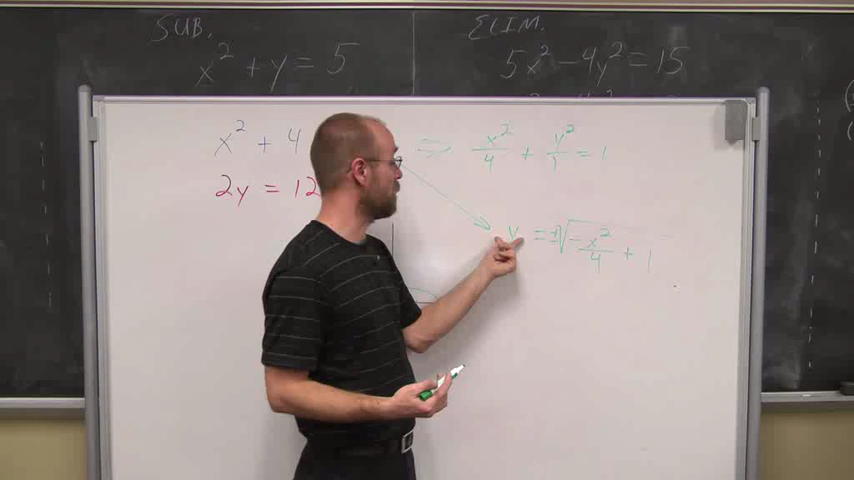 SUB.
ELIM.
x² + y = 5
5x² - 4y² = 15
x² + 4
⇒ x²/4 + y²/1 = 1
2y = 12
y = ±√(-x²/4 + 1)